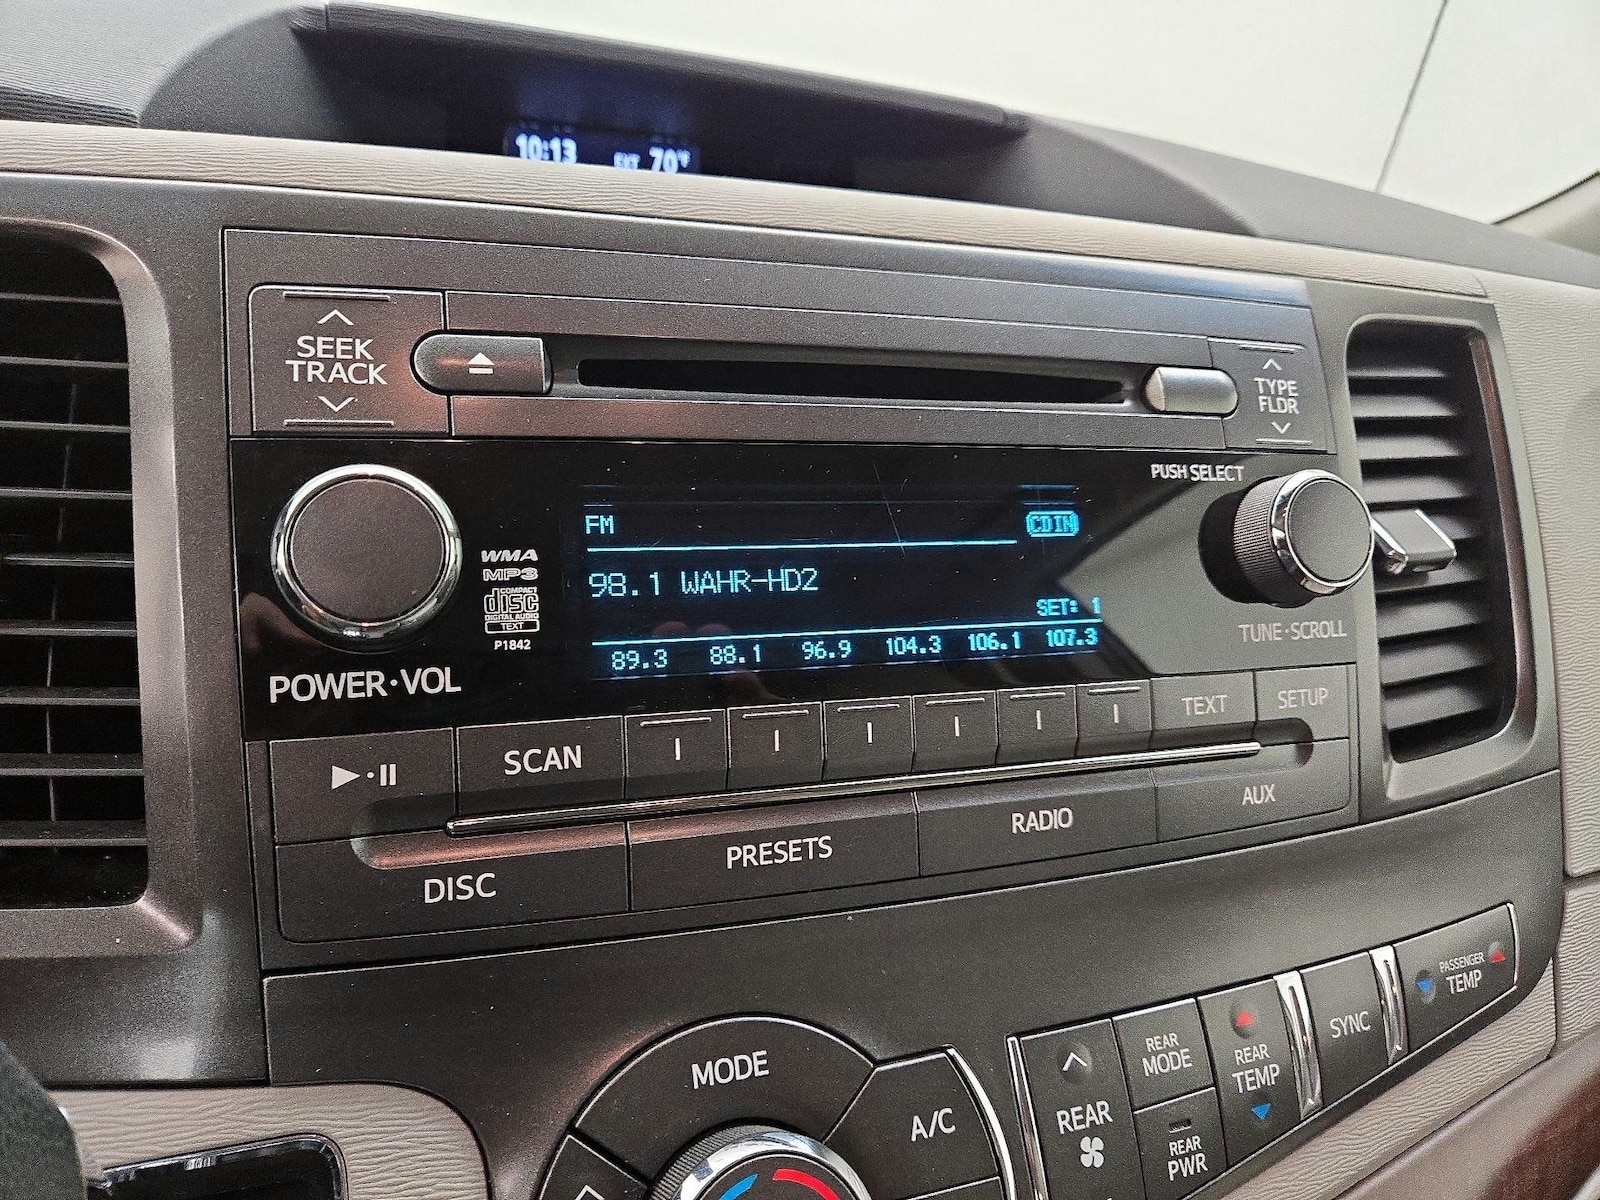 10:13 EXT 70°F
SEEK
TRACK
TYPE
FLDR
PUSH SELECT
FM
CD IN
WMA
MP3
COMPACT
disc
DIGITAL AUDIO
TEXT
P1842
98.1 WAHR-HD2
SET: 1
89.3 88.1 96.9 104.3 106.1 107.3
POWER·VOL
TUNE·SCROLL
SCAN
TEXT
SETUP
DISC
PRESETS
RADIO
AUX
MODE
A/C
REAR
REAR
MODE
REAR
PWR
REAR
TEMP
SYNC
PASSENGER
TEMP